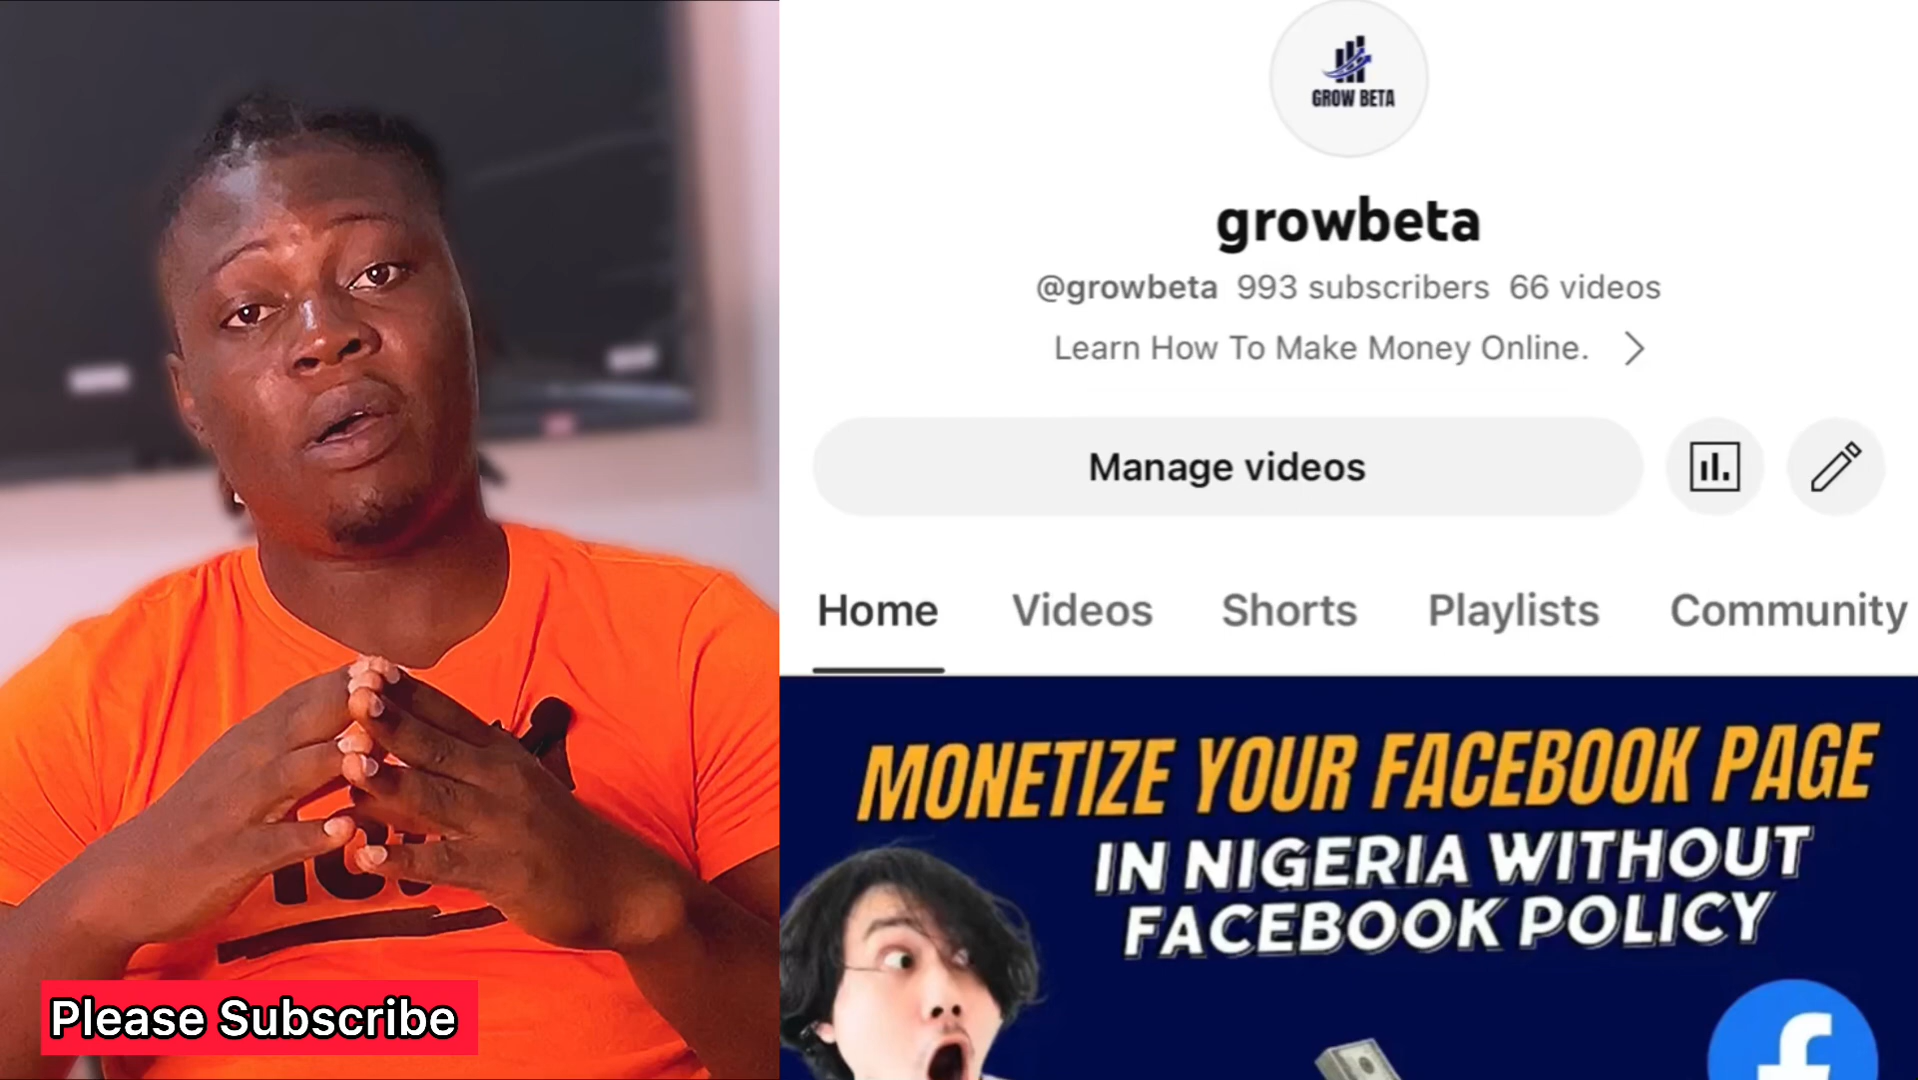 GROW BETA
growbeta
@growbeta 993 subscribers 66 videos
Learn How To Make Money Online.
Manage videos
Home Videos Shorts Playlists Community
MONETIZE YOUR FACEBOOK PAGE
IN NIGERIA WITHOUT
FACEBOOK POLICY
f
Please Subscribe